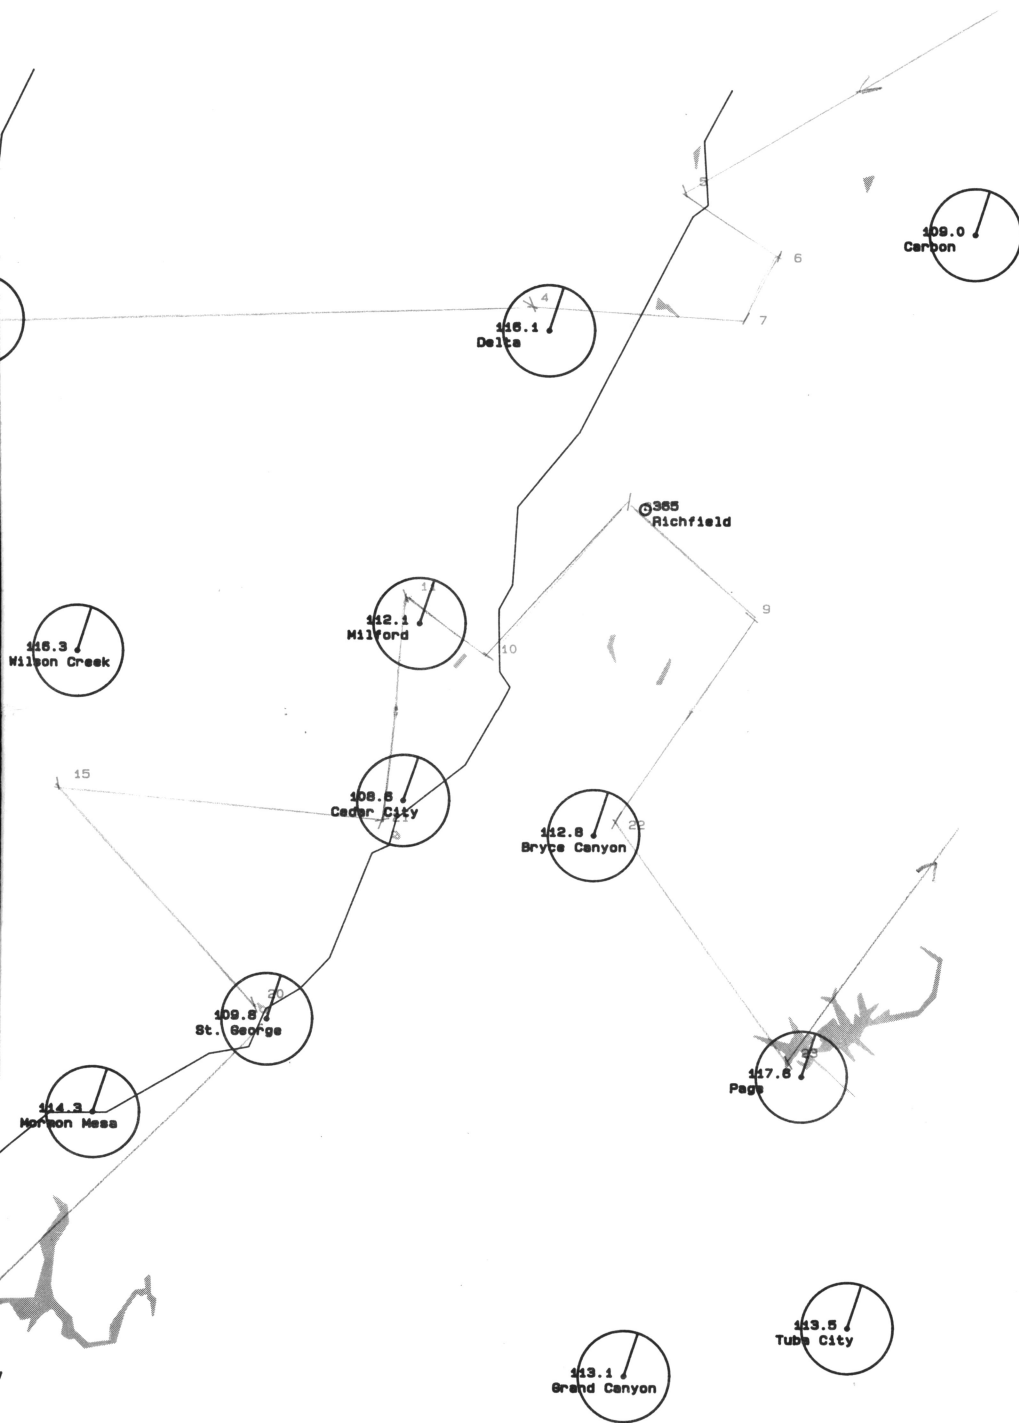 5
109.0
Carbon
6
4
7
116.1
Delta
365
Richfield
11
9
112.1
Milford
10
116.3
Wilson Creek
15
108.6
Cedar City
21
22
112.8
Bryce Canyon
20
109.8
St. George
23
117.6
Page
114.3
Mormon Mesa
113.5
Tuba City
113.1
Grand Canyon